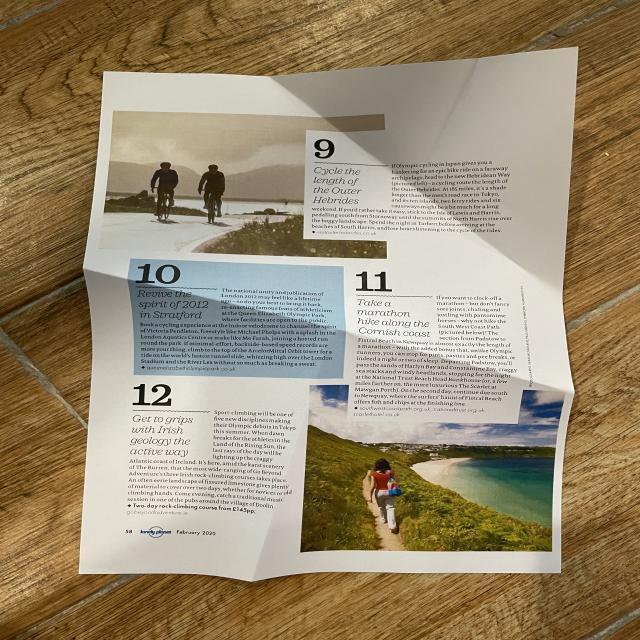 9
Cycle the
length of
the Outer
Hebrides
If Olympic cycling in Japan gives you a
hankering for an epic bike ride on a faraway
archipelago, head to the new Hebridean Way
(pictured left) – a cycling route the length of
the Outer Hebrides. At 185 miles, it's a shade
longer than the men's road race in Tokyo,
and its ten islands, two ferry rides and six
causeways might be a bit much for a long
weekend. If you'd rather take it easy, stick to the Isle of Lewis and Harris,
pedalling south from Stornoway until the summits of North Harris rise over
the boggy landscape. Spend the night in Tarbert before arriving at the
beaches of South Harris, and lone bones listening to the cycle of the tides.
10
Revive the
spirit of 2012
in Stratford
The national unity and jubilation of
London 2012 may feel like a lifetime
ago – so do your best to bring it back,
reenacting famous feats of athleticism
at the Queen Elizabeth Olympic Park,
where facilities are open to the public.
Book a cycling experience at the indoor velodrome to channel the spirit
of Victoria Pendleton, freestyle like Michael Phelps with a splash in the
London Aquatics Centre or make like Mo Farah, joining a hosted run
round the park. If minimal effort, backside-based speed records are
more your thing, climb to the top of the ArcelorMittal Orbit tower for a
ride on the world's longest tunnel slide, whizzing high over the London
Stadium and the River Lea without so much as breaking a sweat.
queenelizabetholympicpark.co.uk
11
Take a
marathon
hike along the
Cornish coast
If you want to clock off a
marathon – but don't fancy
sore joints, chafing and
jostling with pantomime
horses – why not hike the
South West Coast Path
(pictured below)? The
section from Padstow to
Fistral Beach in Newquay is almost exactly the length of
a marathon – with the added bonus that, unlike Olympic
runners, you can stop for pints, pasties and pee breaks, or
indeed a night or two of sleep. Departing Padstow, you'll
pass the sands of Harlyn Bay and Constantine Bay, craggy
sea stacks and windy headlands, stopping for the night
at the National Trust's Beach Head Bunkhouse (or, a few
miles further on, the more luxurious The Scarlet at
Mawgan Porth). On the second day, continue due south
to Newquay, where the surfers' haunt of Fistral Beach
offers fish and chips at the finishing line.
southwestcoastpath.org.uk, nationaltrust.org.uk,
scarlethotel.co.uk
12
Get to grips
with Irish
geology the
active way
Sport-climbing will be one of
five new disciplines making
their Olympic debuts in Tokyo
this summer. When dawn
breaks for the athletes in the
Land of the Rising Sun, the
last rays of the day will be
lighting up the craggy
Atlantic coast of Ireland. It's here, amid the karst scenery
of The Burren, that the most wide-ranging of Go Beyond
Adventure's three Irish rock-climbing courses takes place.
An often eerie landscape of fissured limestone gives plenty
of material to cover over two days, whether for novices or old
climbing hands. Come evening, catch a traditional music
session in one of the pubs around the village of Doolin.
Two-day rock-climbing course from £145pp;
gobeyondadventure.ie
58 lonely planet February 2020